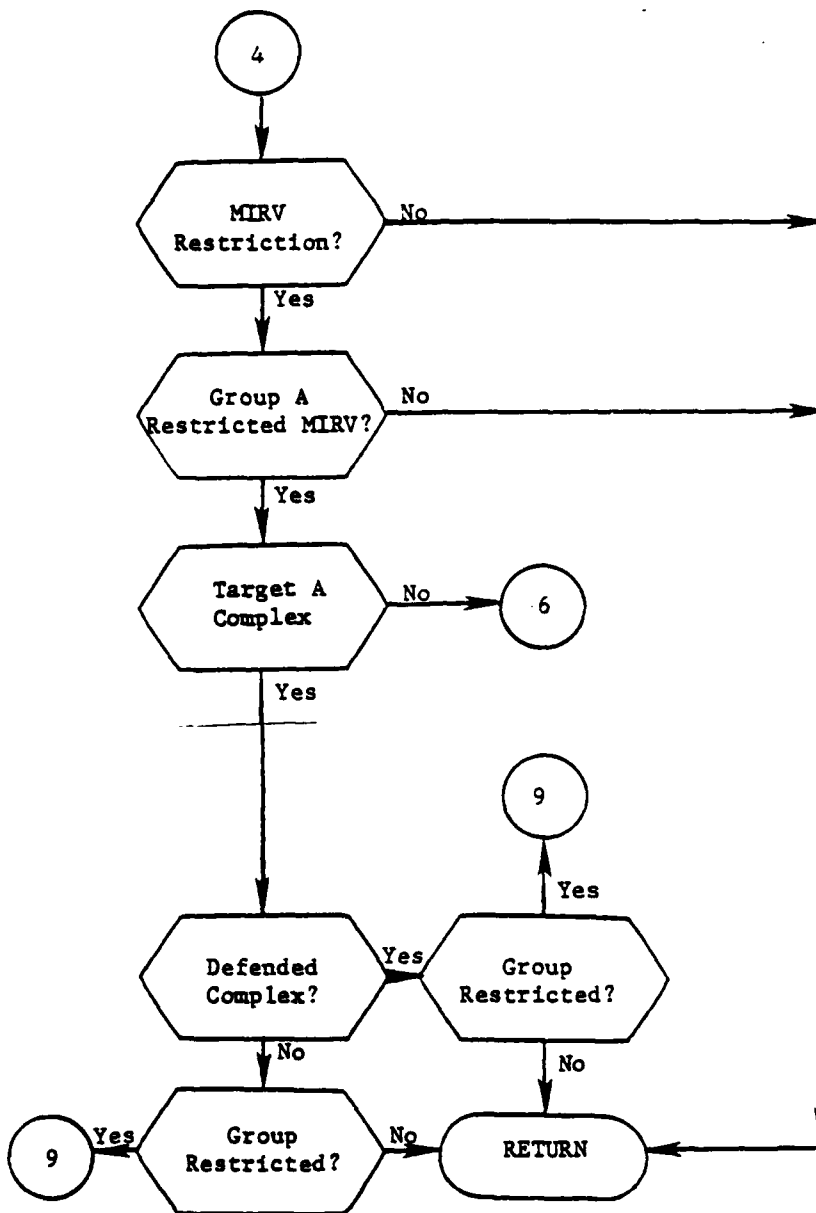 4
MIRV
Restriction?
No
Yes
Group A
Restricted MIRV?
No
Yes
Target A
Complex
No
6
Yes
9
Yes
Defended
Complex?
Yes
Group
Restricted?
No
No
9
Yes
Group
Restricted?
No
RETURN